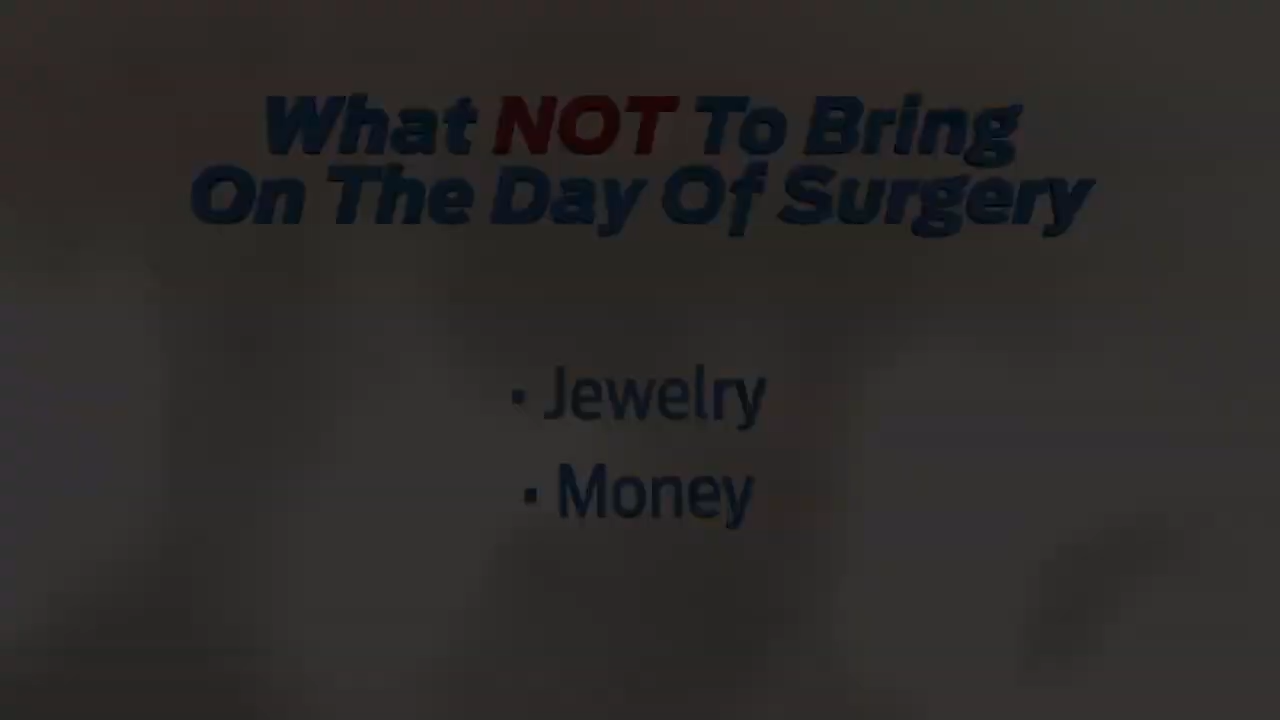 What NOT To Bring
On The Day Of Surgery
• Jewelry
• Money